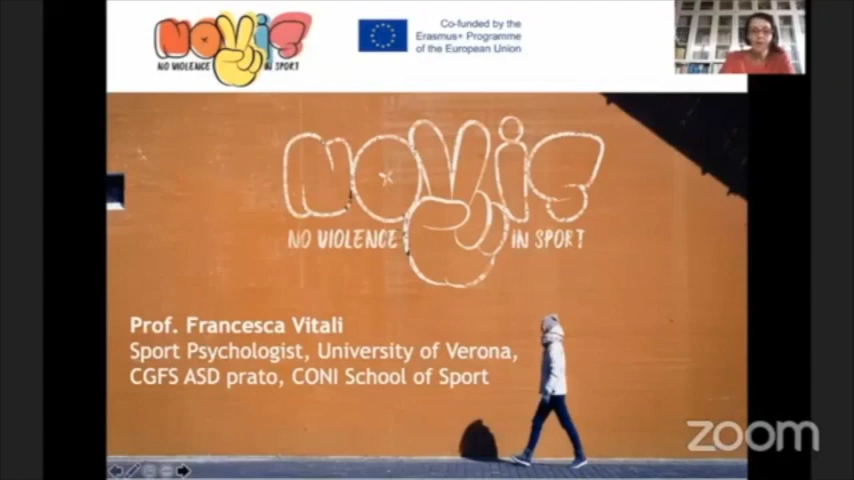 NOVIS
NO VIOLENCE IN SPORT
Co-funded by the
Erasmus+ Programme
of the European Union
NOVIS
NO VIOLENCE IN SPORT
Prof. Francesca Vitali
Sport Psychologist, University of Verona,
CGFS ASD prato, CONI School of Sport
zoom